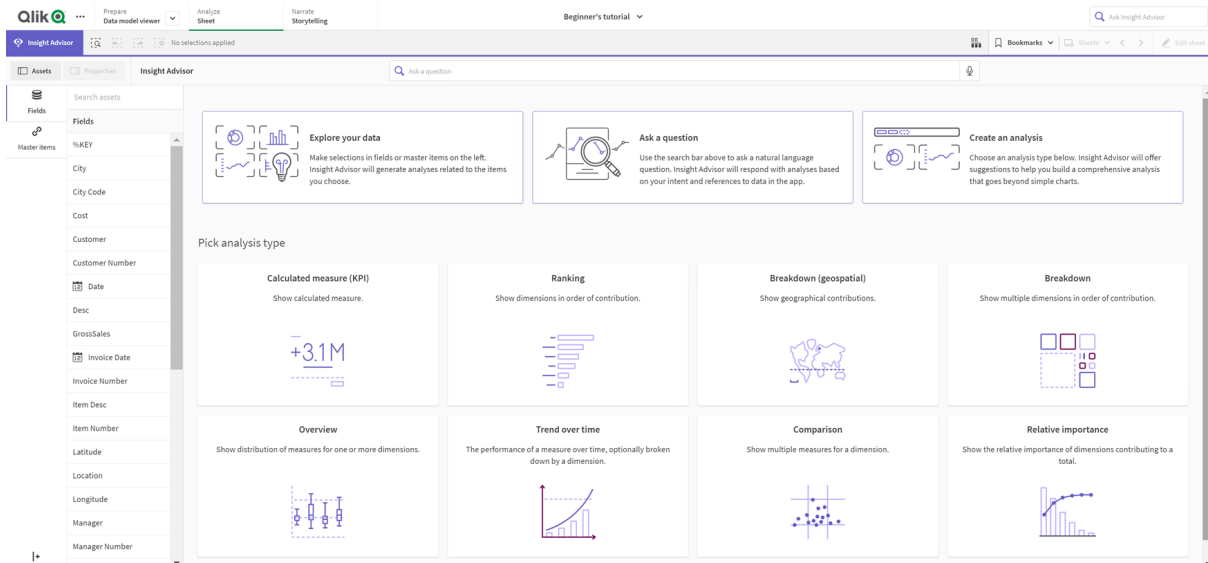 Qlik
Prepare
Data model viewer
Analyze
Sheet
Narrate
Storytelling
Beginner's tutorial
Ask Insight Advisor
Insight Advisor
No selections applied
Bookmarks
Sheets
Edit sheet
Assets
Properties
Insight Advisor
Ask a question
Fields
Master items
Search assets
Fields
%KEY
City
City Code
Cost
Customer
Customer Number
Date
Desc
GrossSales
Invoice Date
Invoice Number
Item Desc
Item Number
Latitude
Location
Longitude
Manager
Manager Number
Explore your data
Make selections in fields or master items on the left.
Insight Advisor will generate analyses related to the items
you choose.
Ask a question
Use the search bar above to ask a natural language
question. Insight Advisor will respond with analyses based
on your intent and references to data in the app.
Create an analysis
Choose an analysis type below. Insight Advisor will offer
suggestions to help you build a comprehensive analysis
that goes beyond simple charts.
Pick analysis type
Calculated measure (KPI)
Show calculated measure.
+3.1M
Ranking
Show dimensions in order of contribution.
Breakdown (geospatial)
Show geographical contributions.
Breakdown
Show multiple dimensions in order of contribution.
Overview
Show distribution of measures for one or more dimensions.
Trend over time
The performance of a measure over time, optionally broken
down by a dimension.
Comparison
Show multiple measures for a dimension.
Relative importance
Show the relative importance of dimensions contributing to a
total.